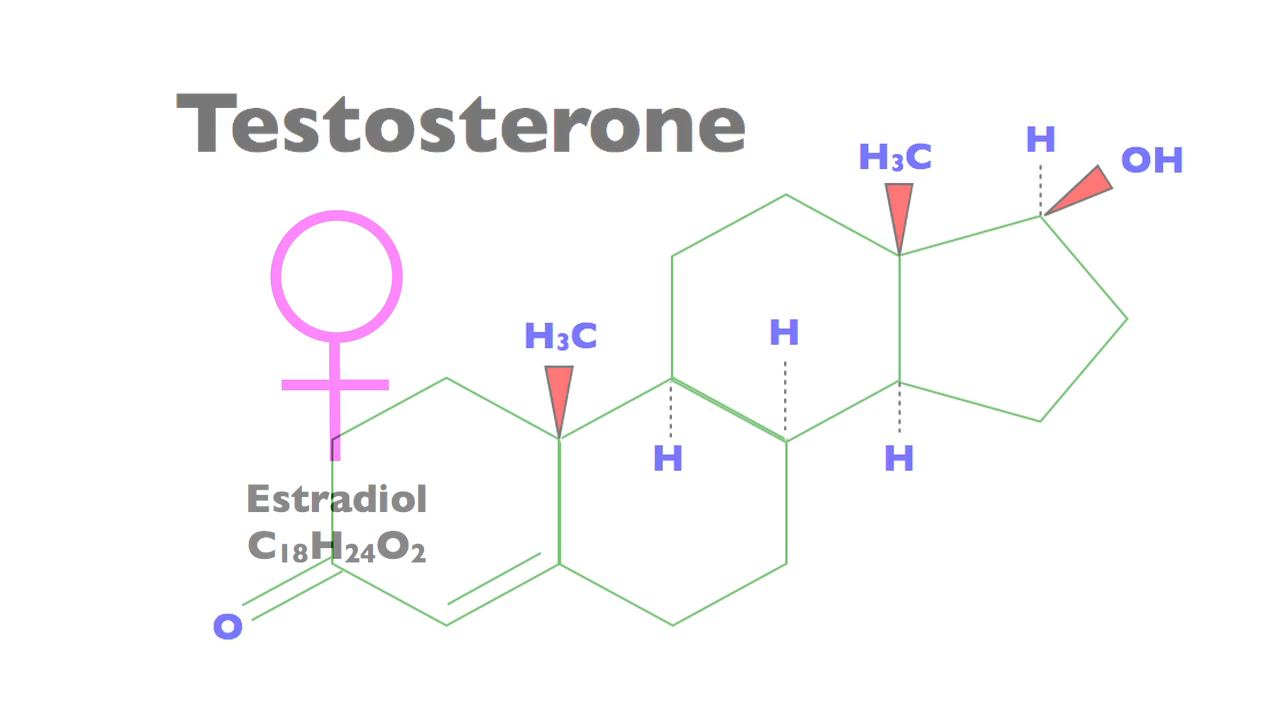 Testosterone
H
OH
H₃C
H
H₃C
H
H
Estradiol
C₁₈H₂₄O₂
O